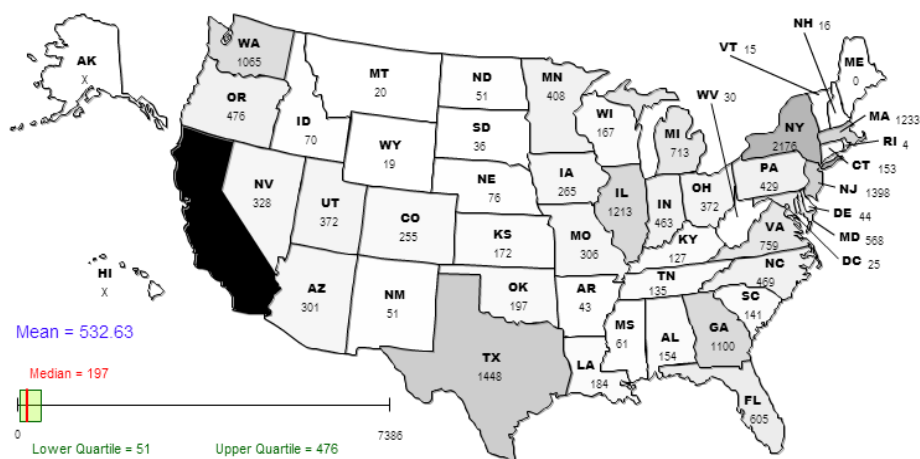 NH 16
VT 15
ME
0
WA
1065
AK
X
MT
20
ND
51
MN
408
WV 30
OR
476
ID
70
SD
36
WI
167
MI
713
NY
2176
MA 1233
RI 4
CT 153
WY
19
NE
76
IA
265
IL
1213
IN
463
OH
372
PA
429
NJ 1398
DE 44
MD 568
DC 25
NV
328
UT
372
CO
255
KS
172
MO
306
KY
127
VA
759
HI
X
AZ
301
NM
51
OK
197
AR
43
TN
135
NC
469
SC
141
MS
61
AL
154
GA
1100
TX
1448
LA
184
FL
605
Mean = 532.63
Median = 197
0
7386
Lower Quartile = 51
Upper Quartile = 476